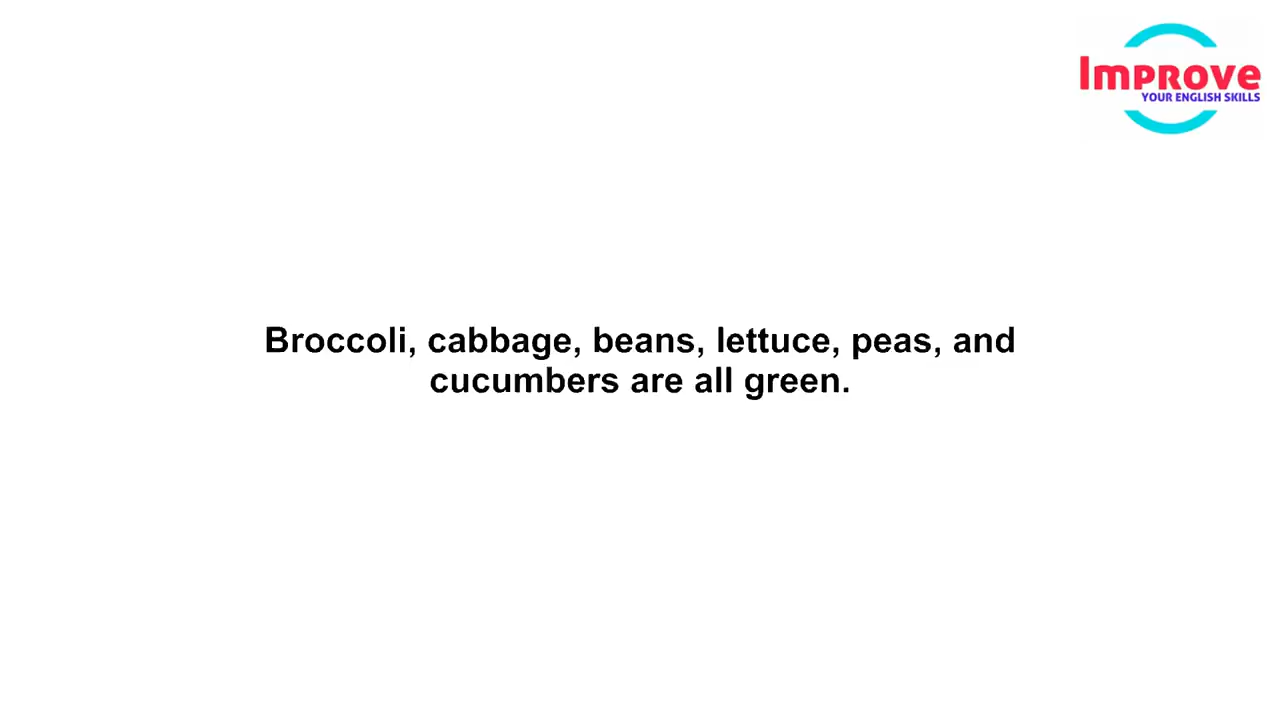 Improve
YOUR ENGLISH SKILLS
Broccoli, cabbage, beans, lettuce, peas, and
cucumbers are all green.